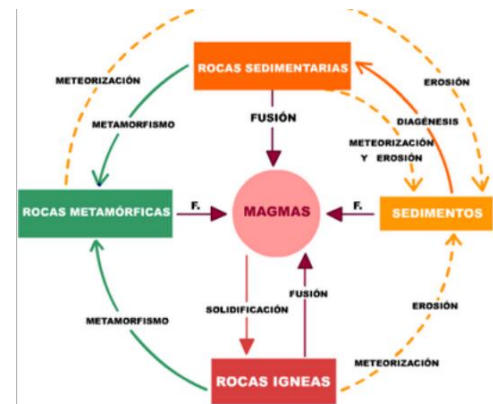 METEORIZACIÓN
ROCAS SEDIMENTARIAS
EROSIÓN
METAMORFISMO
FUSIÓN
DIAGÉNESIS
METEORIZACIÓN
Y EROSIÓN
ROCAS METAMÓRFICAS
F.
MAGMAS
F.
SEDIMENTOS
SOLIDIFICACIÓN
FUSIÓN
EROSIÓN
METAMORFISMO
METEORIZACIÓN
ROCAS IGNEAS